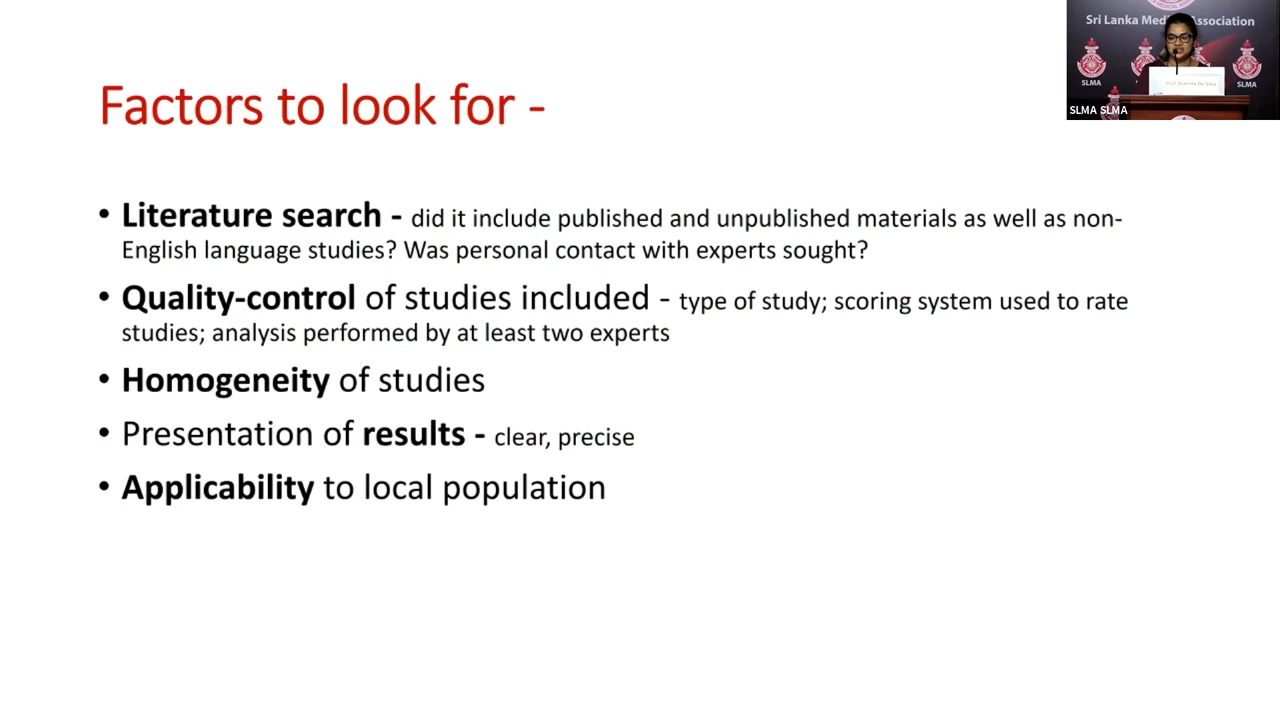 Factors to look for -
• Literature search - did it include published and unpublished materials as well as non-
English language studies? Was personal contact with experts sought?
• Quality-control of studies included - type of study; scoring system used to rate
studies; analysis performed by at least two experts
• Homogeneity of studies
• Presentation of results - clear, precise
• Applicability to local population
Sri Lanka Association
SLMA
SLMA
SLMA SLMA